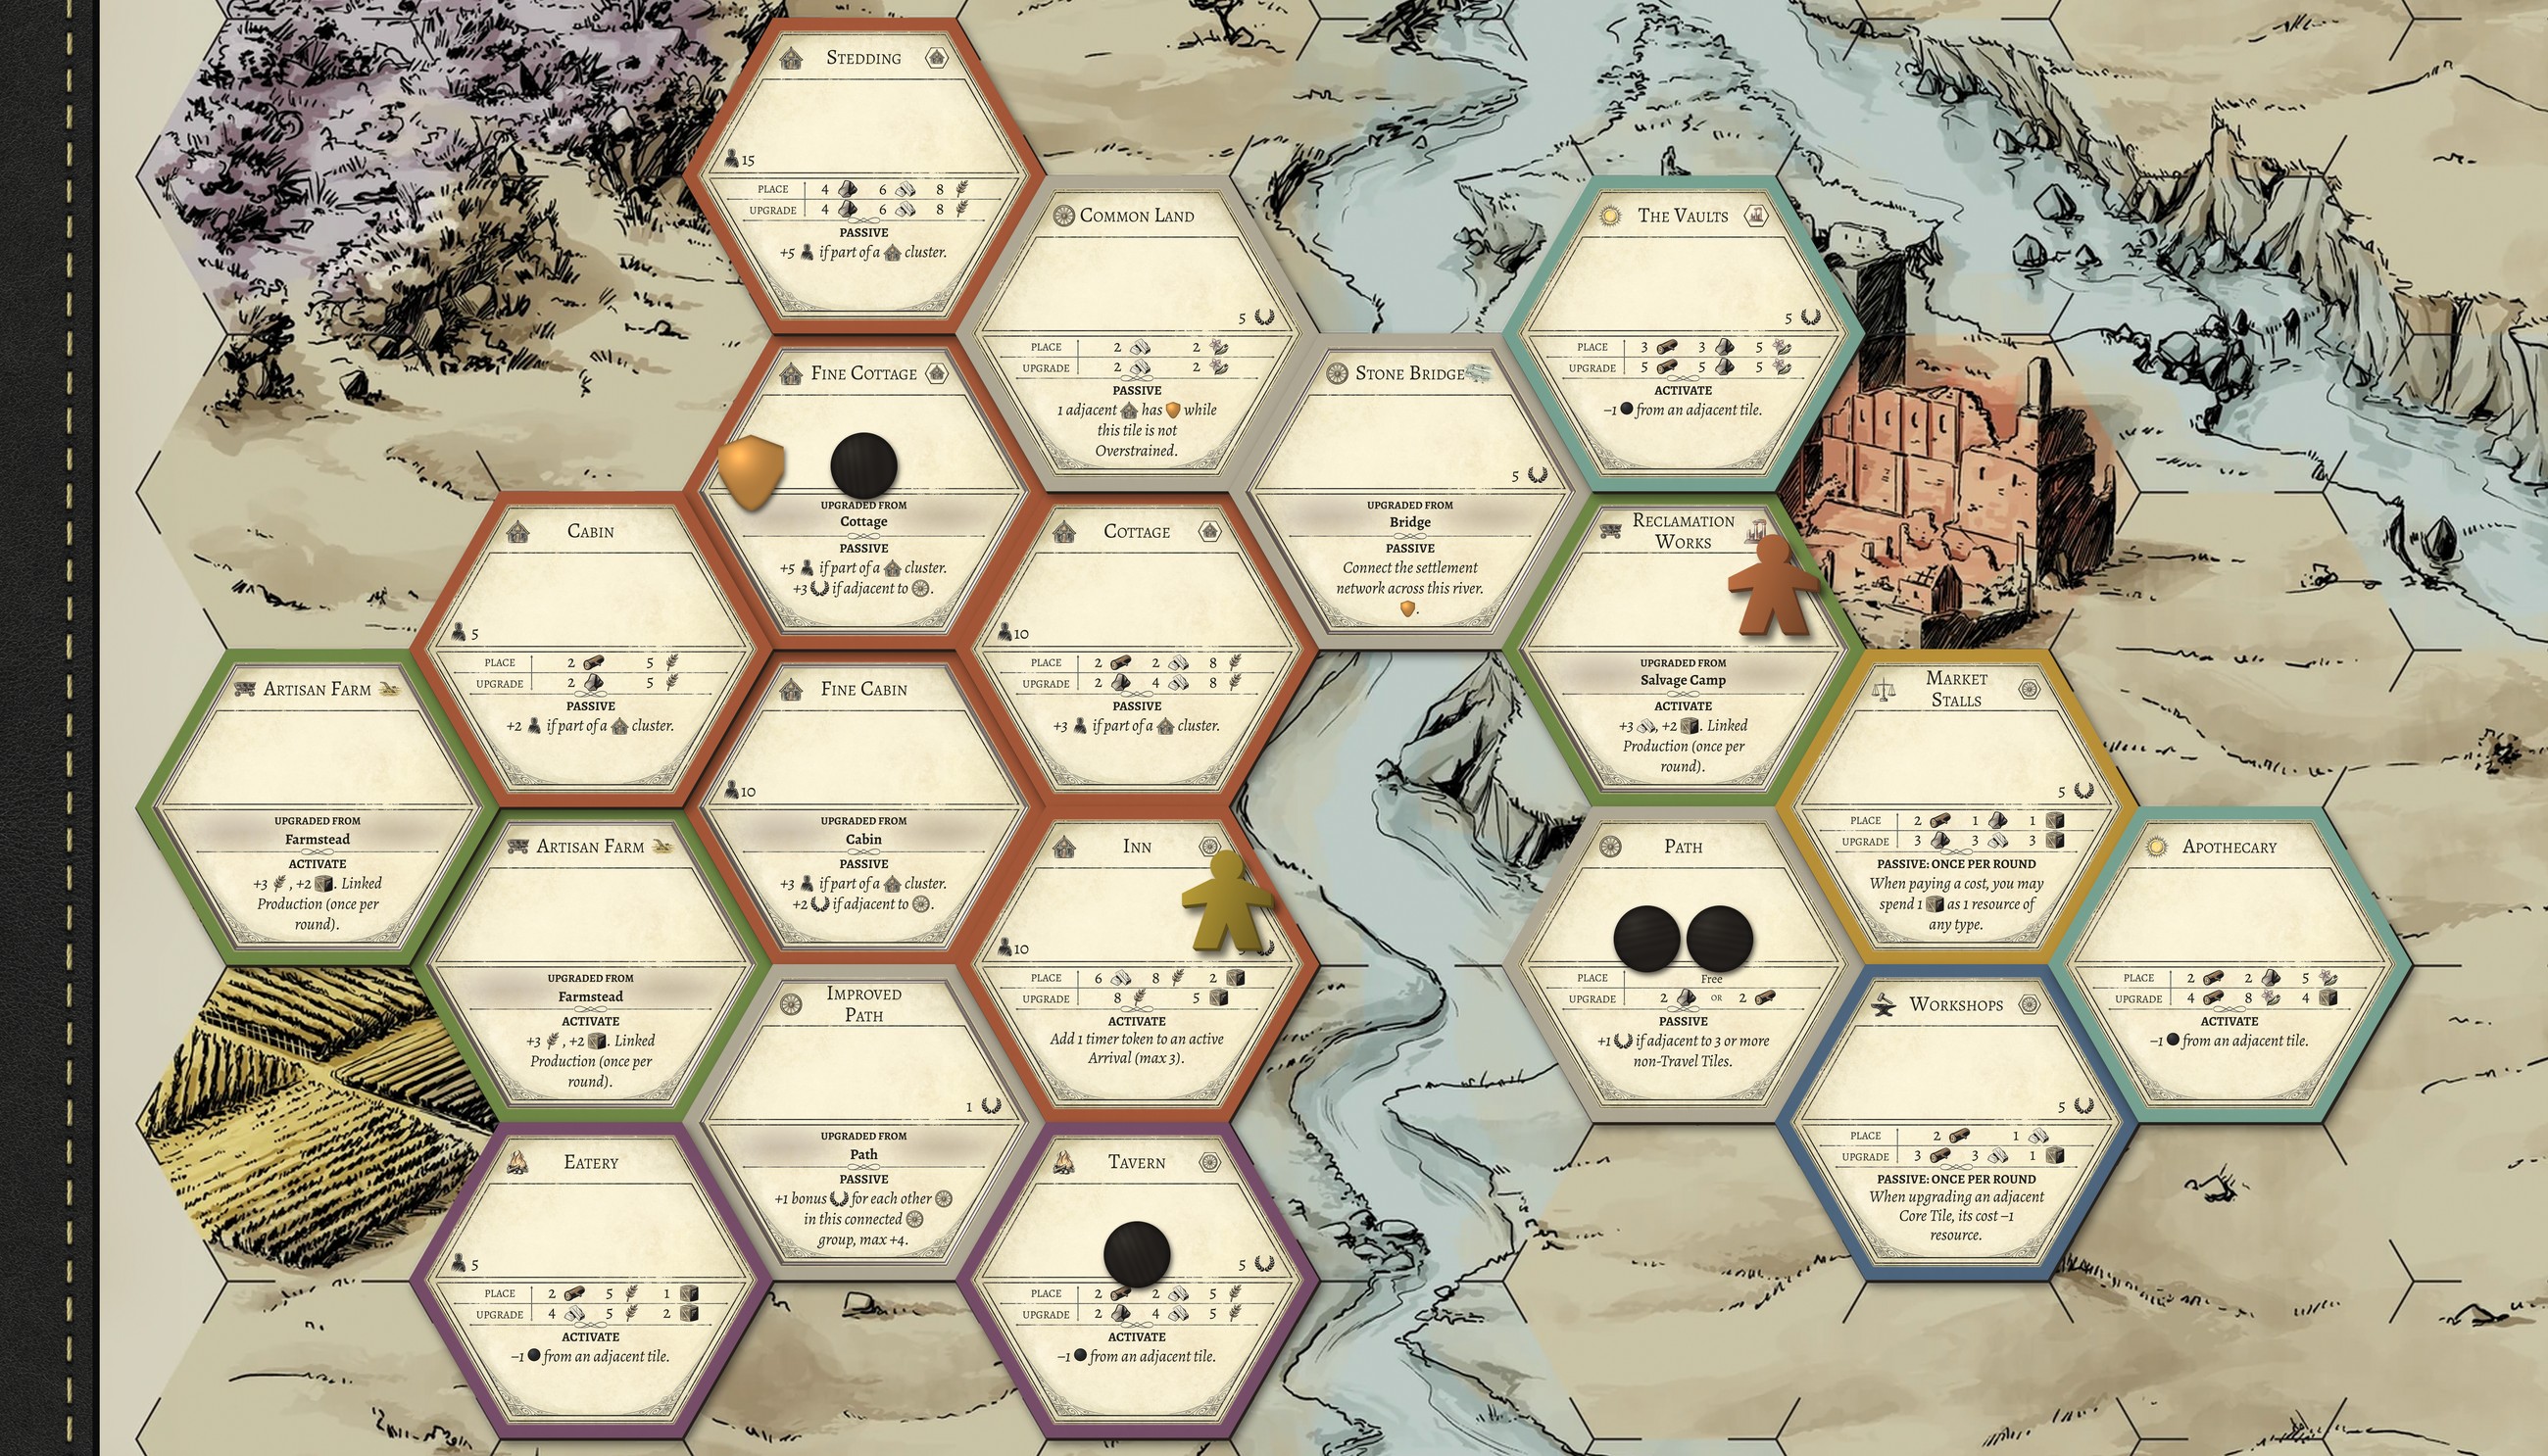 STEDDING
15
PLACE 4 6 8
UPGRADE 4 6 8
PASSIVE
+5 if part of a cluster.
COMMON LAND
5
PLACE 2 2
UPGRADE 2 2
PASSIVE
1 adjacent has while
this tile is not
Overstrained.
THE VAULTS
5
PLACE 3 3 5
UPGRADE 5 5 5
ACTIVATE
−1 from an adjacent tile.
FINE COTTAGE
UPGRADED FROM
Cottage
PASSIVE
+5 if part of a cluster.
+3 if adjacent to .
STONE BRIDGE
5
UPGRADED FROM
Bridge
PASSIVE
Connect the settlement
network across this river.
.
CABIN
5
PLACE 2 5
UPGRADE 2 5
PASSIVE
+2 if part of a cluster.
COTTAGE
10
PLACE 2 2 8
UPGRADE 2 4 8
PASSIVE
+3 if part of a cluster.
RECLAMATION
WORKS
UPGRADED FROM
Salvage Camp
ACTIVATE
+3 , +2 . Linked
Production (once per
round).
ARTISAN FARM
UPGRADED FROM
Farmstead
ACTIVATE
+3 , +2 . Linked
Production (once per
round).
FINE CABIN
10
UPGRADED FROM
Cabin
PASSIVE
+3 if part of a cluster.
+2 if adjacent to .
MARKET
STALLS
5
PLACE 2 1 1
UPGRADE 3 3 3
PASSIVE: ONCE PER ROUND
When paying a cost, you may
spend 1 as 1 resource of
any type.
ARTISAN FARM
UPGRADED FROM
Farmstead
ACTIVATE
+3 , +2 . Linked
Production (once per
round).
INN
10
PLACE 6 8 2
UPGRADE 8 5
ACTIVATE
Add 1 timer token to an active
Arrival (max 3).
PATH
PLACE Free
UPGRADE 2 OR 2
PASSIVE
+1 if adjacent to 3 or more
non-Travel Tiles.
APOTHECARY
PLACE 2 2 5
UPGRADE 4 8 4
ACTIVATE
−1 from an adjacent tile.
IMPROVED
PATH
1
UPGRADED FROM
Path
PASSIVE
+1 bonus for each other
in this connected
group, max +4.
WORKSHOPS
5
PLACE 2 1
UPGRADE 3 3 1
PASSIVE: ONCE PER ROUND
When upgrading an adjacent
Core Tile, its cost −1
resource.
EATERY
5
PLACE 2 5 1
UPGRADE 4 5 2
ACTIVATE
−1 from an adjacent tile.
TAVERN
5
PLACE 2 2 5
UPGRADE 2 4 5
ACTIVATE
−1 from an adjacent tile.